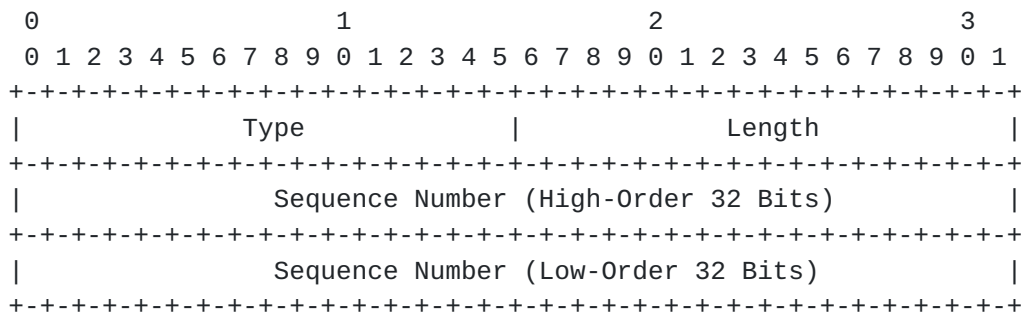 0                   1                   2                   3
 0 1 2 3 4 5 6 7 8 9 0 1 2 3 4 5 6 7 8 9 0 1 2 3 4 5 6 7 8 9 0 1
+-+-+-+-+-+-+-+-+-+-+-+-+-+-+-+-+-+-+-+-+-+-+-+-+-+-+-+-+-+-+-+-+
|              Type             |             Length            |
+-+-+-+-+-+-+-+-+-+-+-+-+-+-+-+-+-+-+-+-+-+-+-+-+-+-+-+-+-+-+-+-+
|                Sequence Number (High-Order 32 Bits)           |
+-+-+-+-+-+-+-+-+-+-+-+-+-+-+-+-+-+-+-+-+-+-+-+-+-+-+-+-+-+-+-+-+
|                Sequence Number (Low-Order 32 Bits)            |
+-+-+-+-+-+-+-+-+-+-+-+-+-+-+-+-+-+-+-+-+-+-+-+-+-+-+-+-+-+-+-+-+